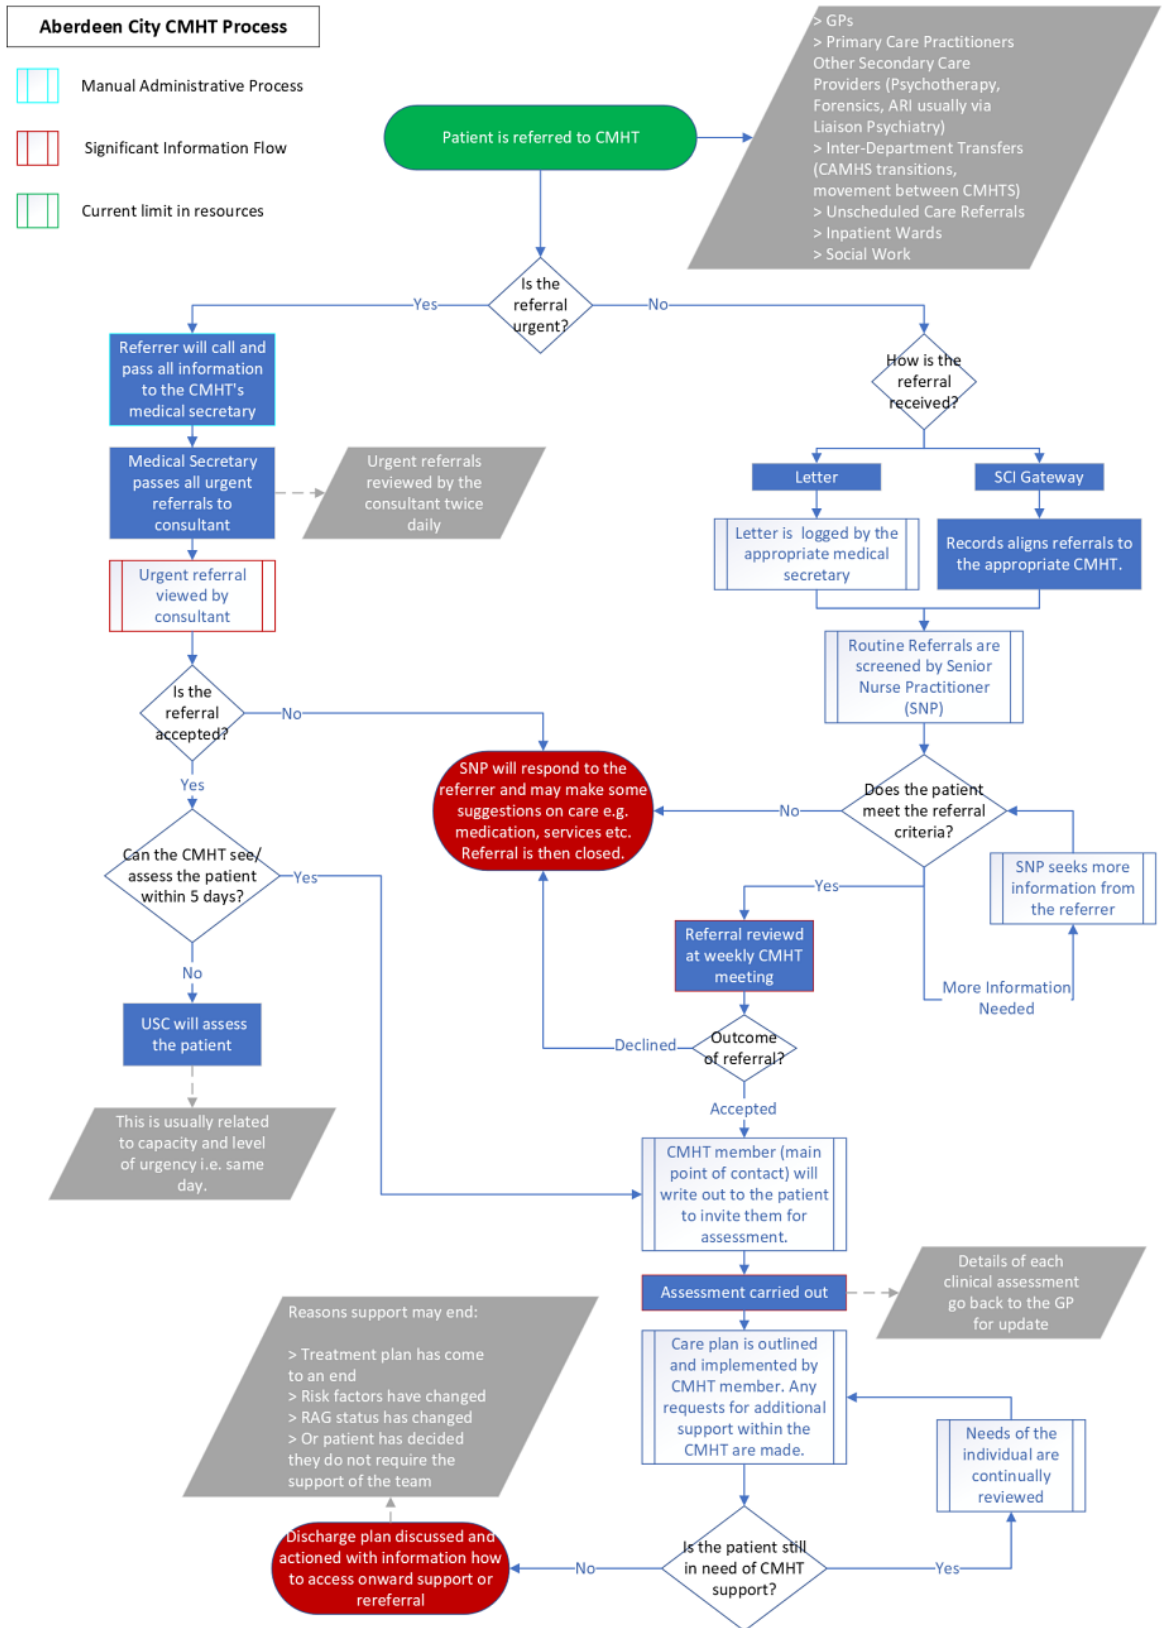 Aberdeen City CMHT Process
Manual Administrative Process
Significant Information Flow
Current limit in resources
Patient is referred to CMHT
> GPs
> Primary Care Practitioners
Other Secondary Care
Providers (Psychotherapy,
Forensics, ARI usually via
Liaison Psychiatry)
> Inter-Department Transfers
(CAMHS transitions,
movement between CMHTS)
> Unscheduled Care Referrals
> Inpatient Wards
> Social Work
Is the
referral
urgent?
Yes
No
Referrer will call and
pass all information
to the CMHT's
medical secretary
Medical Secretary
passes all urgent
referrals to
consultant
Urgent referrals
reviewed by the
consultant twice
daily
Urgent referral
viewed by
consultant
Is the
referral
accepted?
No
Yes
Can the CMHT see/
assess the patient
within 5 days?
Yes
No
USC will assess
the patient
This is usually related
to capacity and level
of urgency i.e. same
day.
How is the
referral
received?
Letter
SCI Gateway
Letter is logged by the
appropriate medical
secretary
Records aligns referrals to
the appropriate CMHT.
Routine Referrals are
screened by Senior
Nurse Practitioner
(SNP)
Does the patient
meet the referral
criteria?
No
SNP will respond to the
referrer and may make some
suggestions on care e.g.
medication, services etc.
Referral is then closed.
Yes
More Information
Needed
SNP seeks more
information from
the referrer
Referral reviewd
at weekly CMHT
meeting
Outcome
of referral?
Declined
Accepted
CMHT member (main
point of contact) will
write out to the patient
to invite them for
assessment.
Assessment carried out
Details of each
clinical assessment
go back to the GP
for update
Care plan is outlined
and implemented by
CMHT member. Any
requests for additional
support within the
CMHT are made.
Needs of the
individual are
continually
reviewed
Is the patient still
in need of CMHT
support?
Yes
No
Discharge plan discussed and
actioned with information how
to access onward support or
rereferral
Reasons support may end:
> Treatment plan has come
to an end
> Risk factors have changed
> RAG status has changed
> Or patient has decided
they do not require the
support of the team